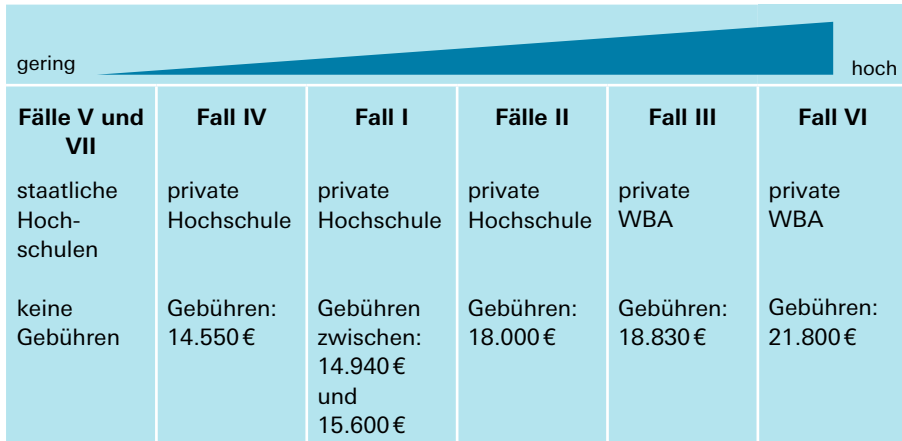 gering
hoch
Fälle V und
VII
staatliche
Hoch-
schulen
keine
Gebühren
Fall IV
private
Hochschule
Gebühren:
14.550 €
Fall I
private
Hochschule
Gebühren
zwischen:
14.940 €
und
15.600 €
Fälle II
private
Hochschule
Gebühren:
18.000 €
Fall III
private
WBA
Gebühren:
18.830 €
Fall VI
private
WBA
Gebühren:
21.800 €